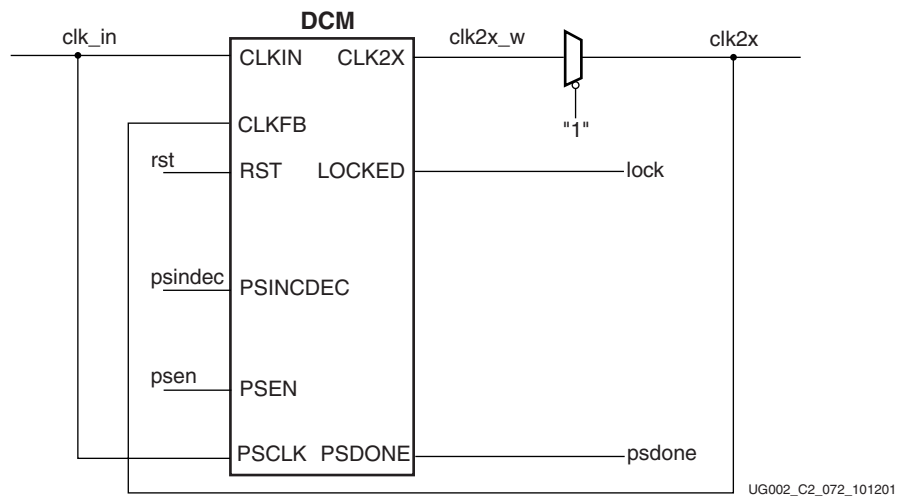 DCM
clk_in
CLKIN
CLK2X
clk2x_w
clk2x
CLKFB
"1"
rst
RST
LOCKED
lock
psindec
PSINCDEC
psen
PSEN
PSCLK
PSDONE
psdone
UG002_C2_072_101201